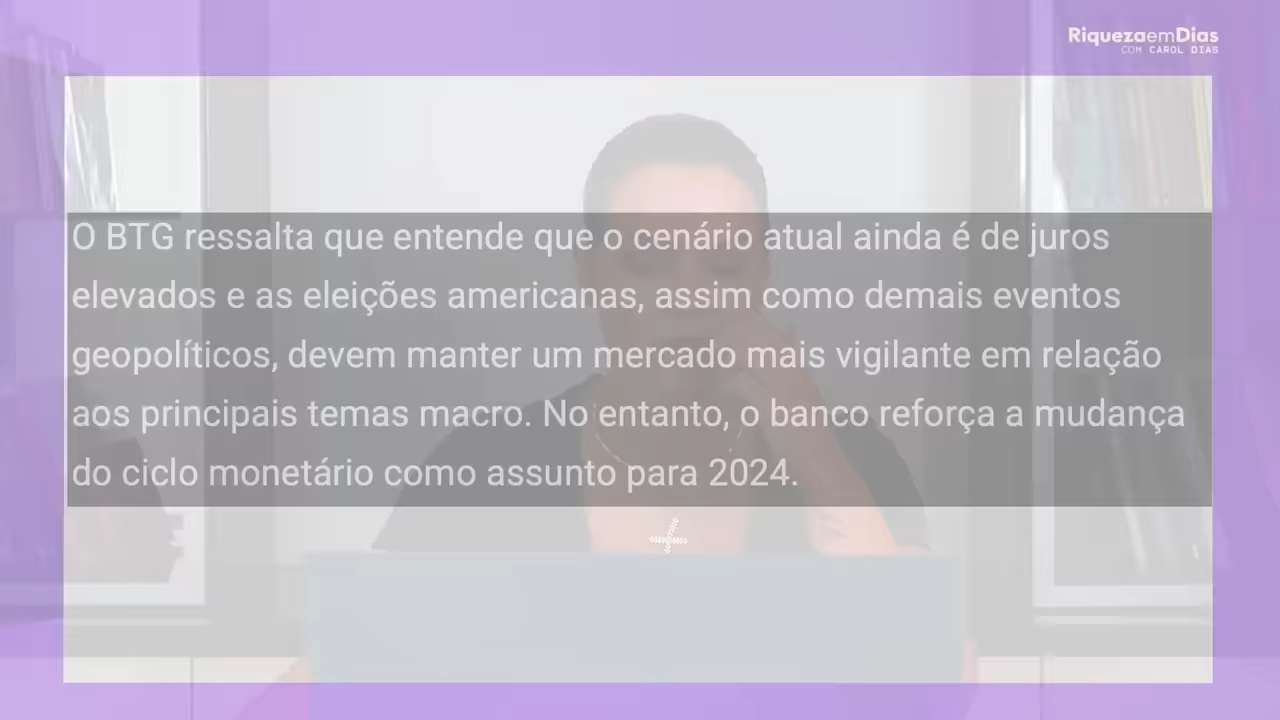 RiquezaemDias
COM CAROL DIAS
O BTG ressalta que entende que o cenário atual ainda é de juros
elevados e as eleições americanas, assim como demais eventos
geopolíticos, devem manter um mercado mais vigilante em relação
aos principais temas macro. No entanto, o banco reforça a mudança
do ciclo monetário como assunto para 2024.